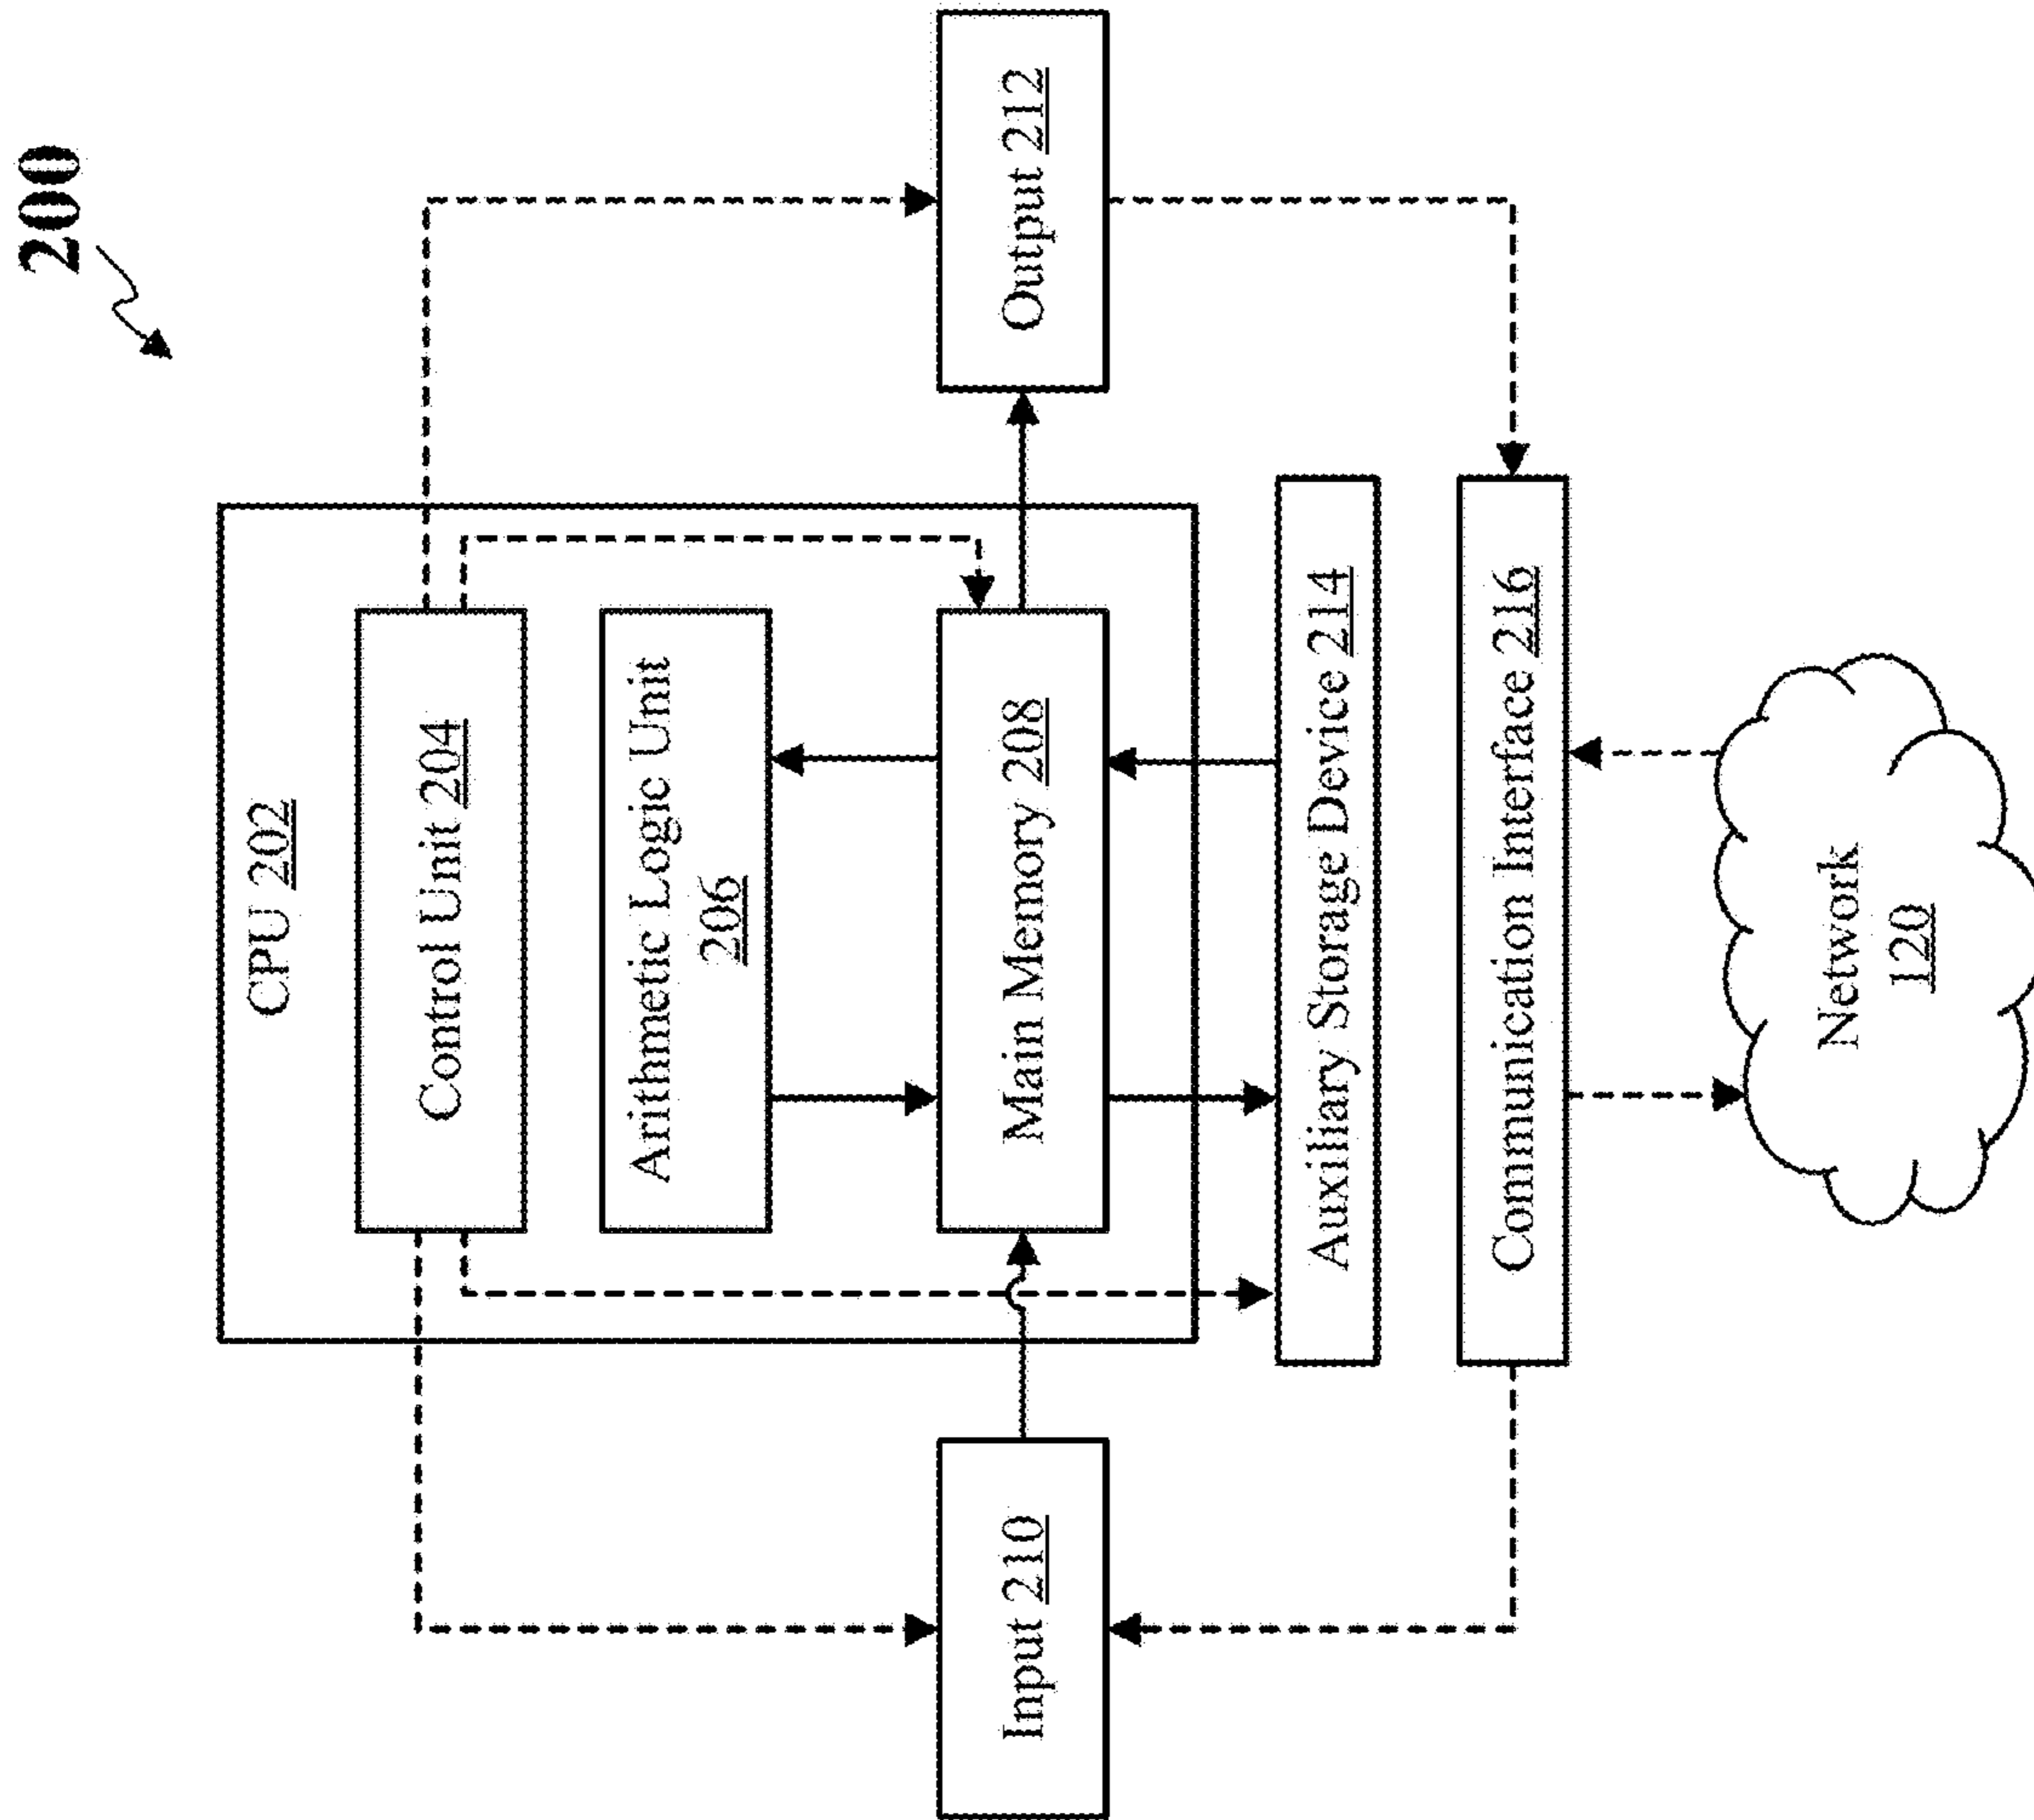 200
CPU 202
Control Unit 204
Arithmetic Logic Unit
206
Main Memory 208
Input 210
Output 212
Auxiliary Storage Device 214
Communication Interface 216
Network
120